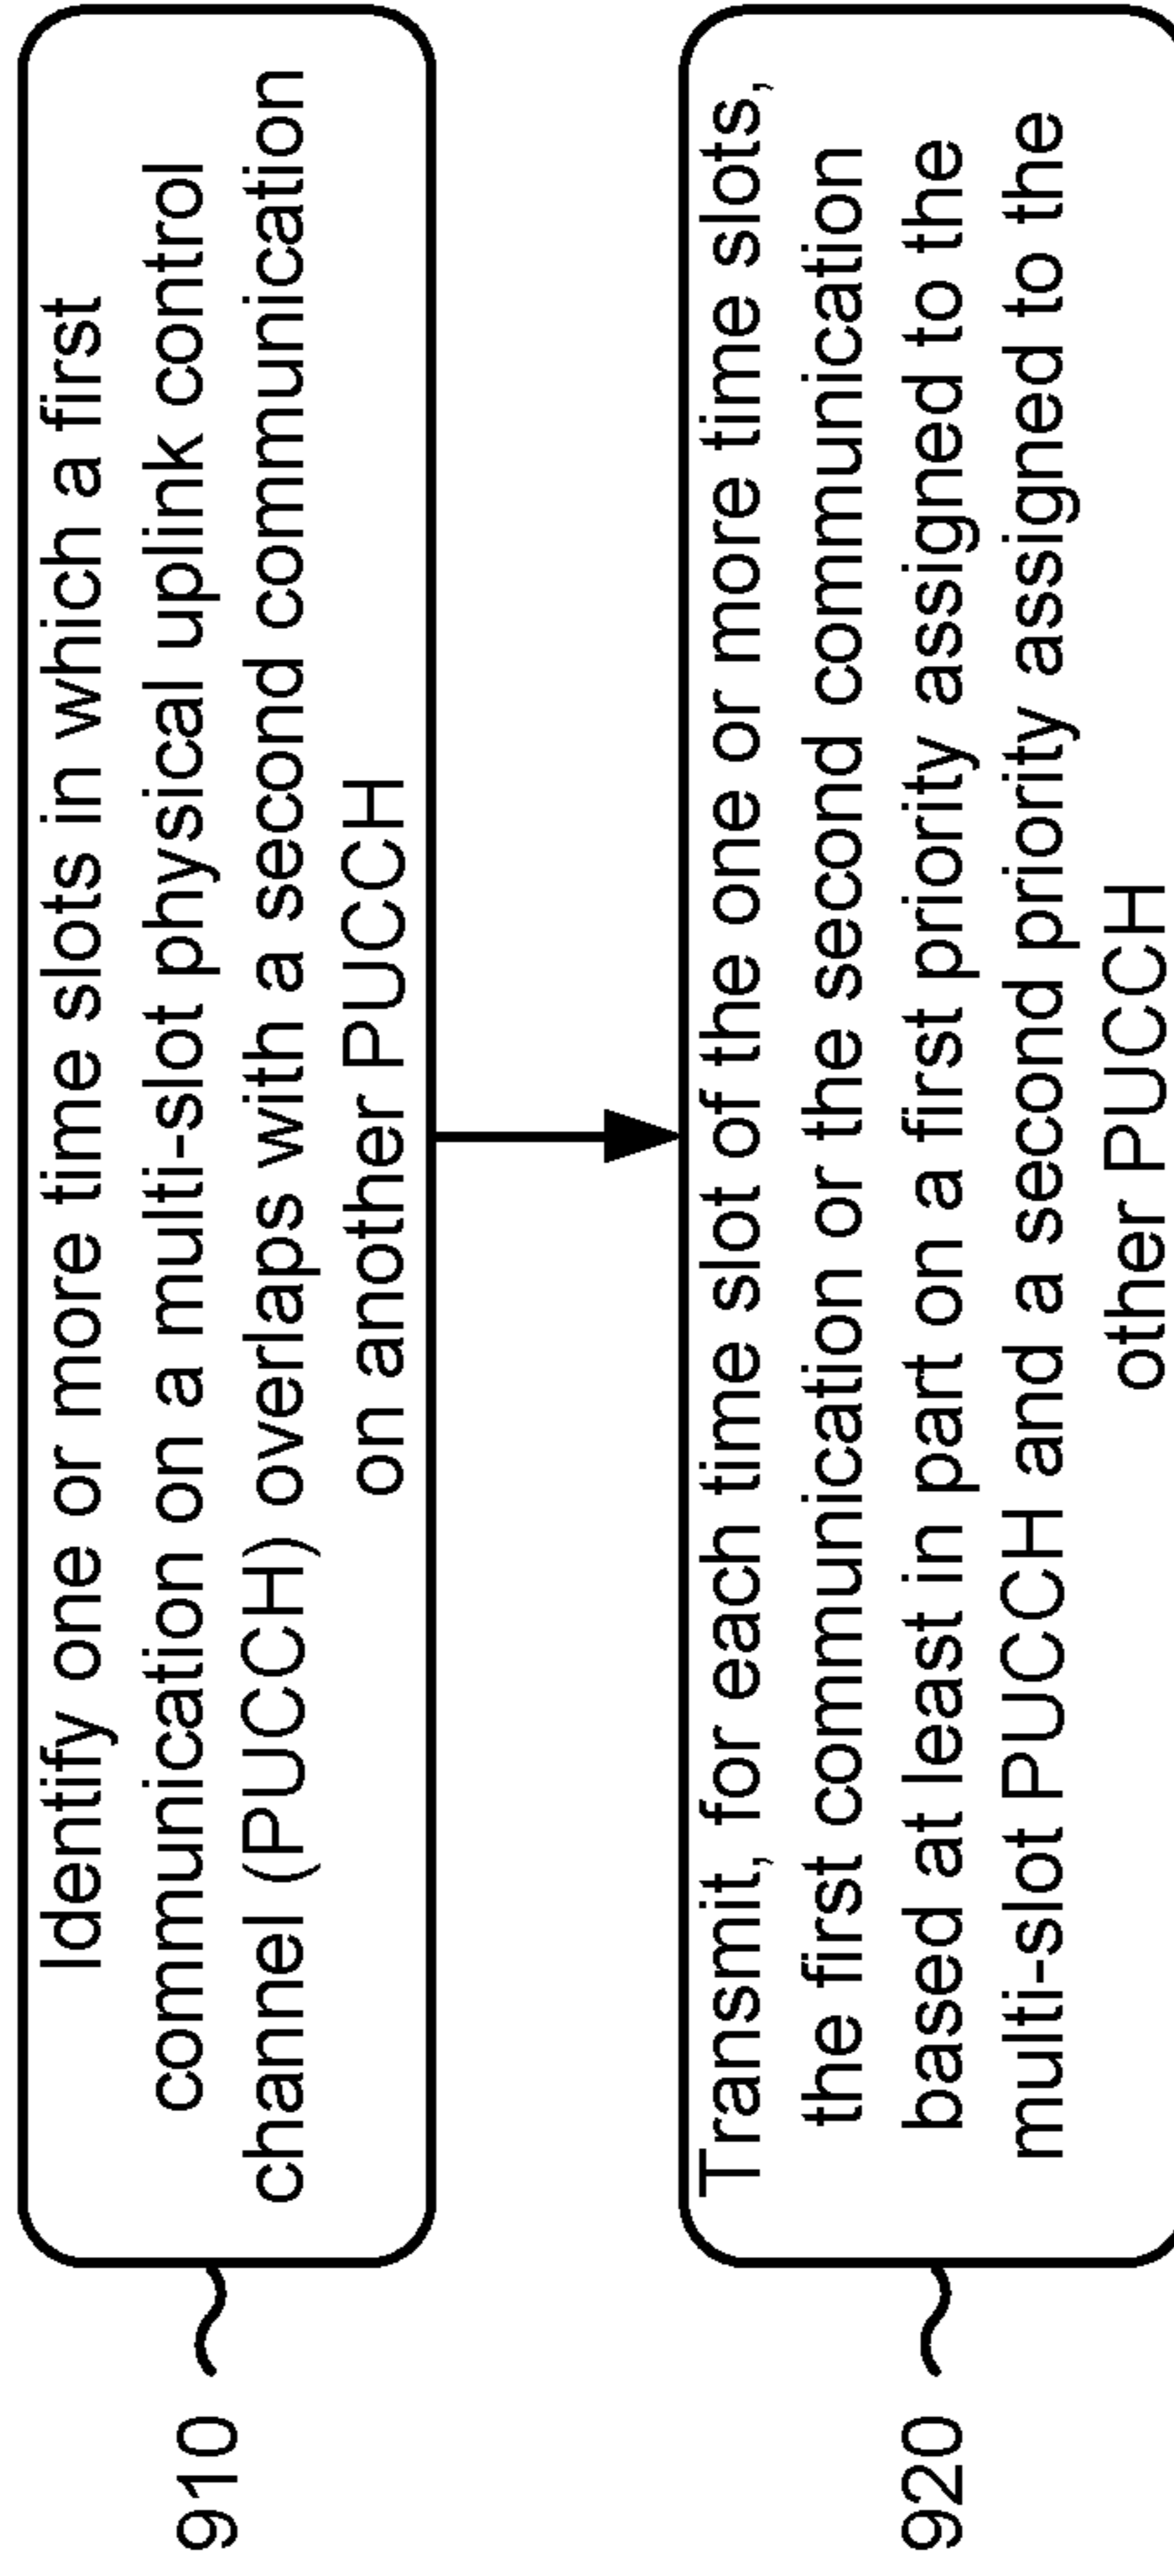 910
Identify one or more time slots in which a first
communication on a multi-slot physical uplink control
channel (PUCCH) overlaps with a second communication
on another PUCCH
920
Transmit, for each time slot of the one or more time slots,
the first communication or the second communication
based at least in part on a first priority assigned to the
multi-slot PUCCH and a second priority assigned to the
other PUCCH